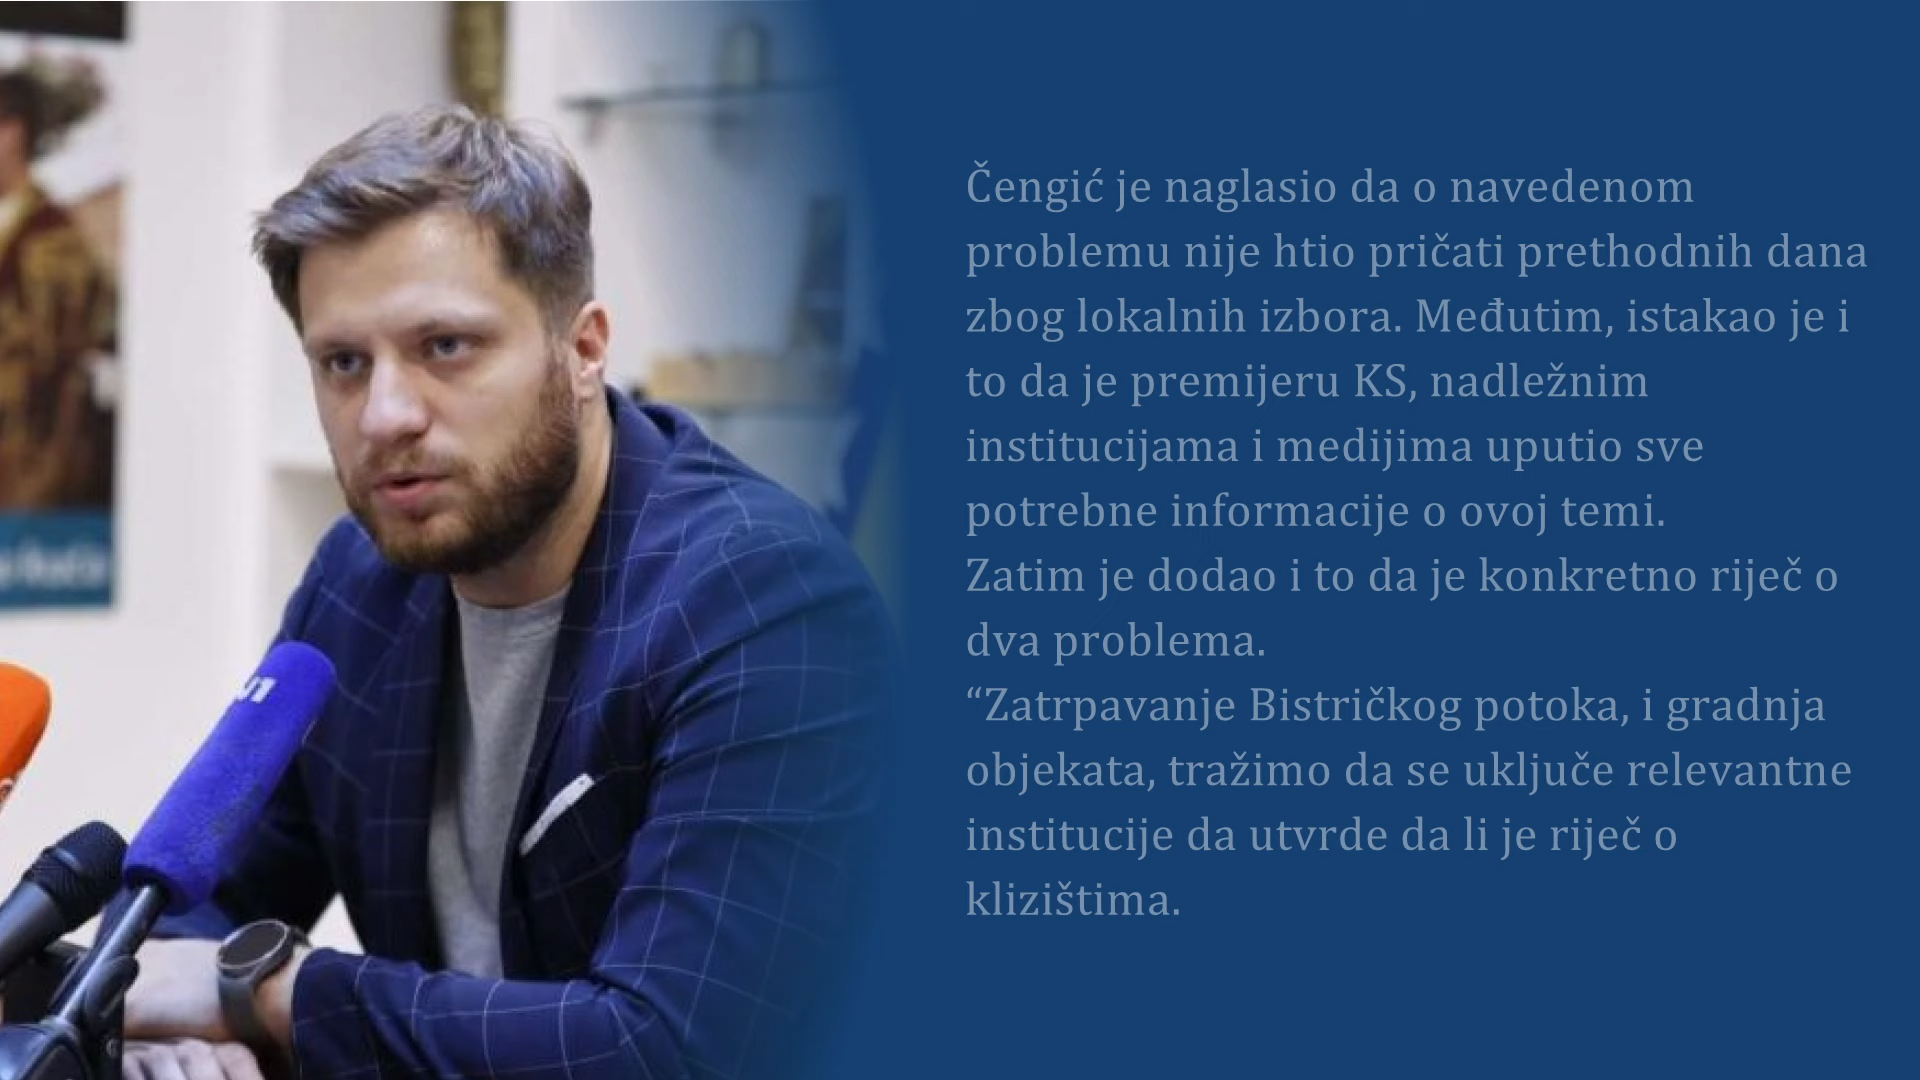 Čengić je naglasio da o navedenom
problemu nije htio pričati prethodnih dana
zbog lokalnih izbora. Međutim, istakao je i
to da je premijeru KS, nadležnim
institucijama i medijima uputio sve
potrebne informacije o ovoj temi.
Zatim je dodao i to da je konkretno riječ o
dva problema.
“Zatrpavanje Bistričkog potoka, i gradnja
objekata, tražimo da se uključe relevantne
institucije da utvrde da li je riječ o
klizištima.